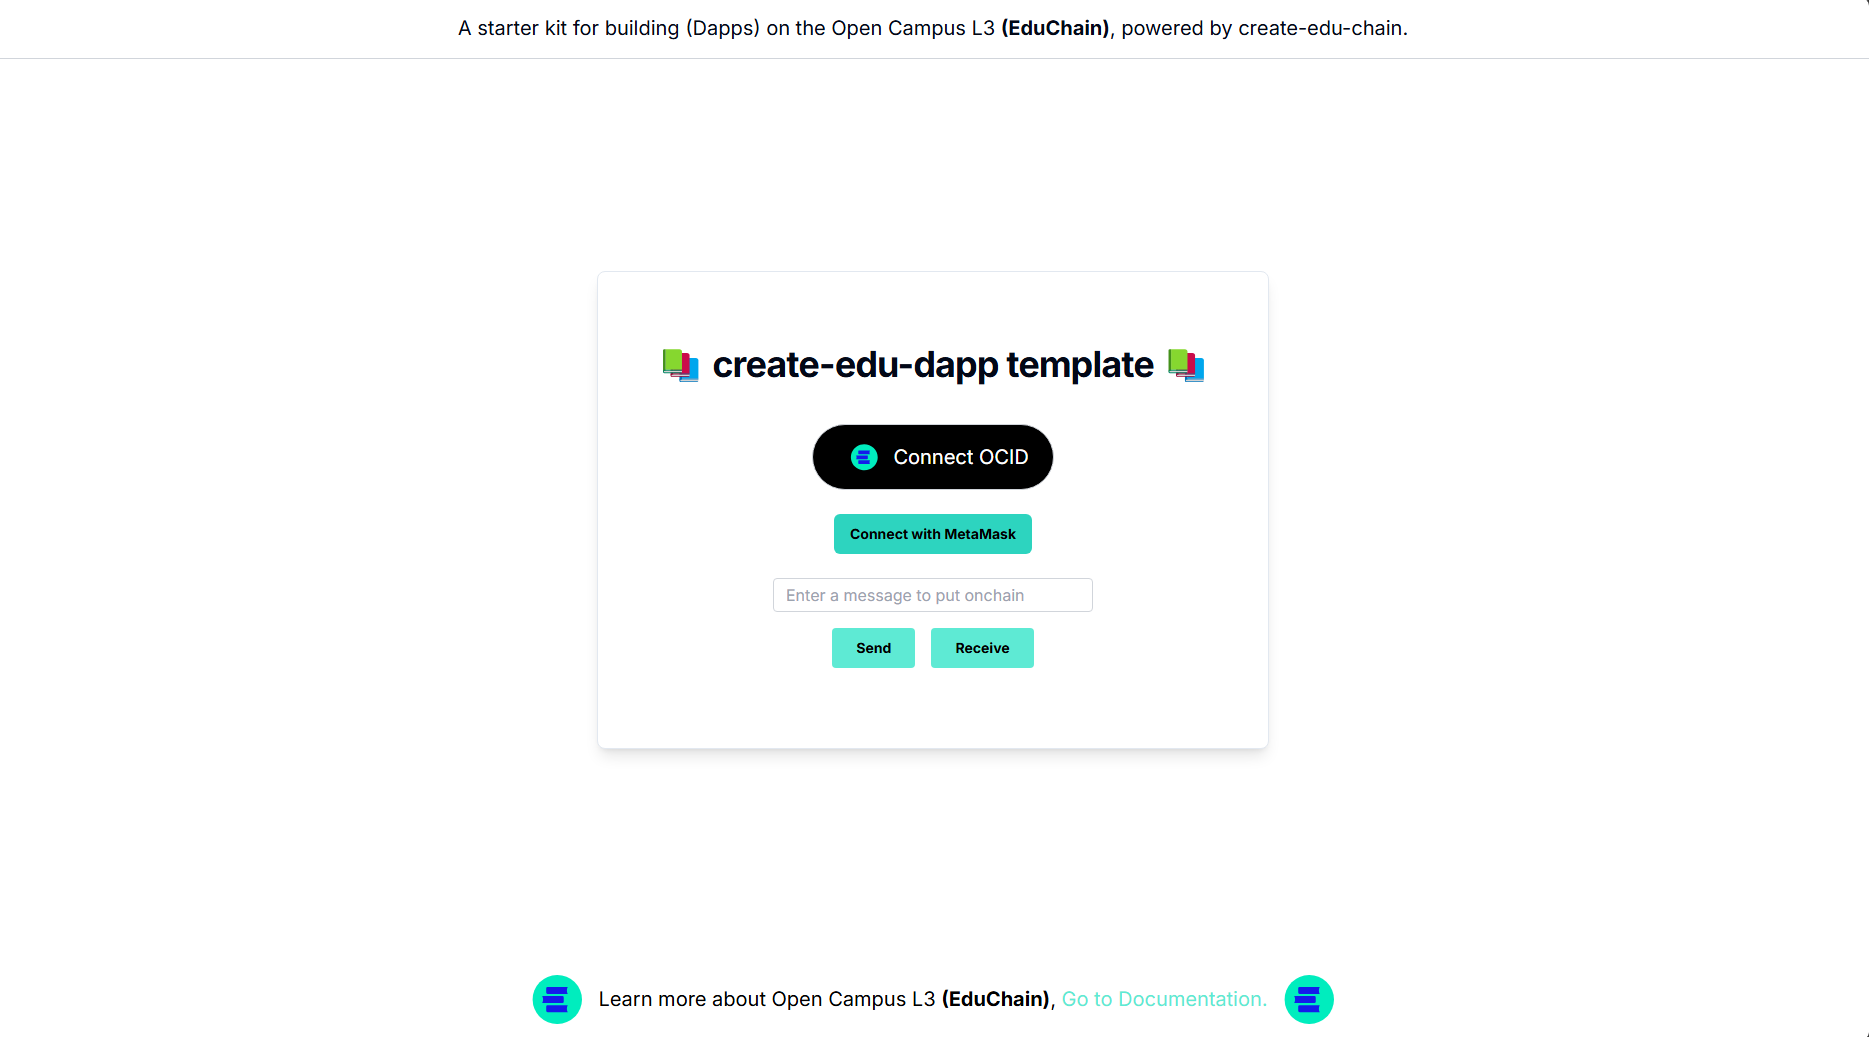 A starter kit for building (Dapps) on the Open Campus L3 (EduChain), powered by create-edu-chain.
create-edu-dapp template
Connect OCID
Connect with MetaMask
Enter a message to put onchain
Send Receive
Learn more about Open Campus L3 (EduChain), Go to Documentation.